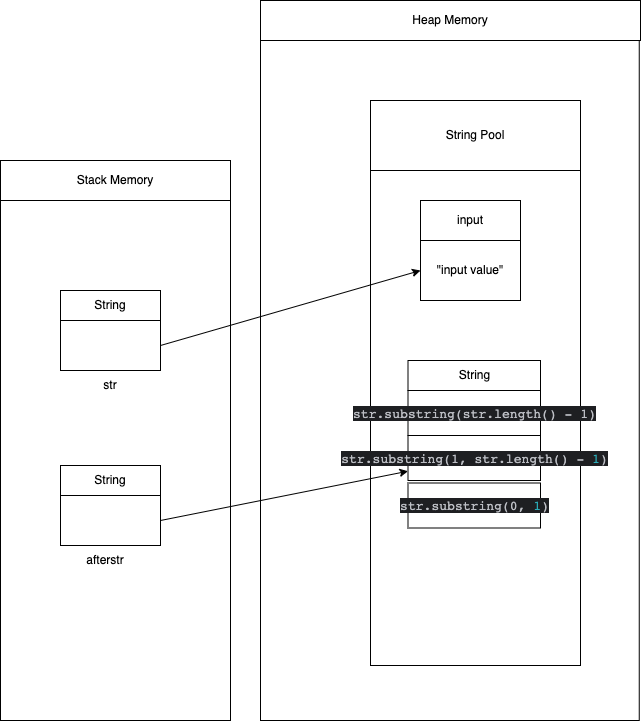 Heap Memory
String Pool
Stack Memory
input
"input value"
String
str
String
str.substring(str.length() - 1)
str.substring(1, str.length() - 1)
str.substring(0, 1)
String
afterstr